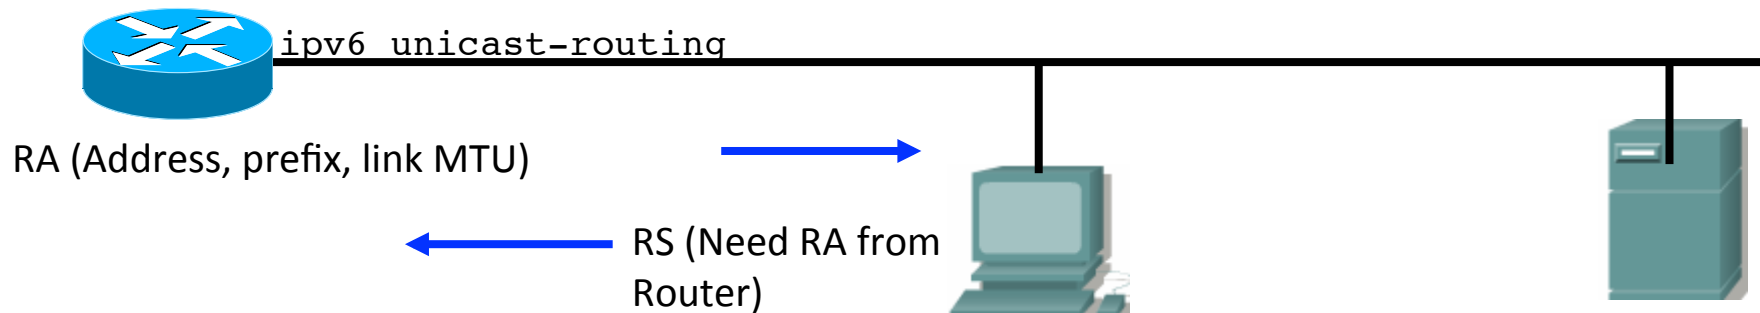 ipv6 unicast-routing
RA (Address, prefix, link MTU)
RS (Need RA from
Router)